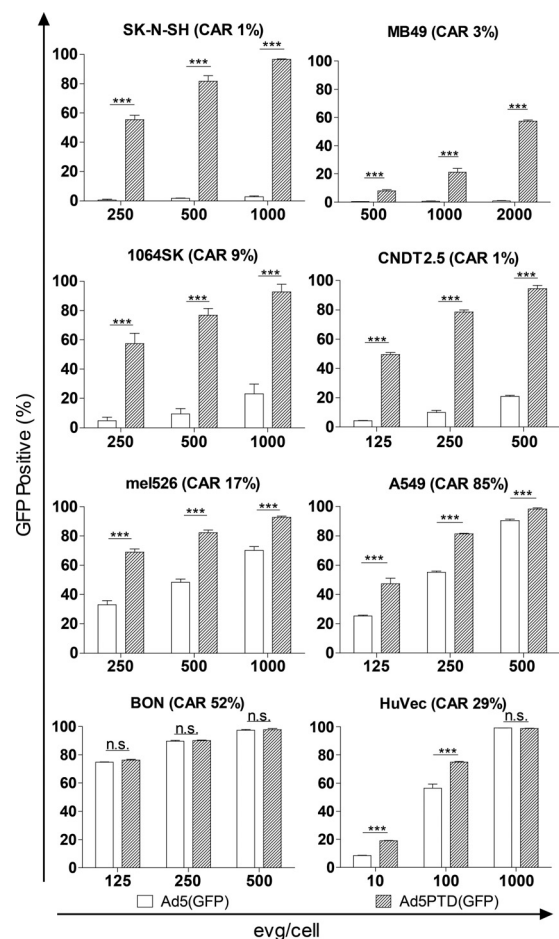 GFP Positive (%)
SK-N-SH (CAR 1%)
*** *** ***
100
80
60
40
20
0
250 500 1000
MB49 (CAR 3%)
*** *** ***
100
80
60
40
20
0
500 1000 2000
1064SK (CAR 9%)
*** *** ***
100
80
60
40
20
0
250 500 1000
CNDT2.5 (CAR 1%)
*** *** ***
100
80
60
40
20
0
125 250 500
mel526 (CAR 17%)
*** *** ***
100
80
60
40
20
0
250 500 1000
A549 (CAR 85%)
*** *** ***
100
80
60
40
20
0
125 250 500
BON (CAR 52%)
n.s. n.s. n.s.
100
80
60
40
20
0
125 250 500
HuVec (CAR 29%)
*** *** n.s.
100
80
60
40
20
0
10 100 1000
Ad5(GFP) Ad5PTD(GFP)
evg/cell